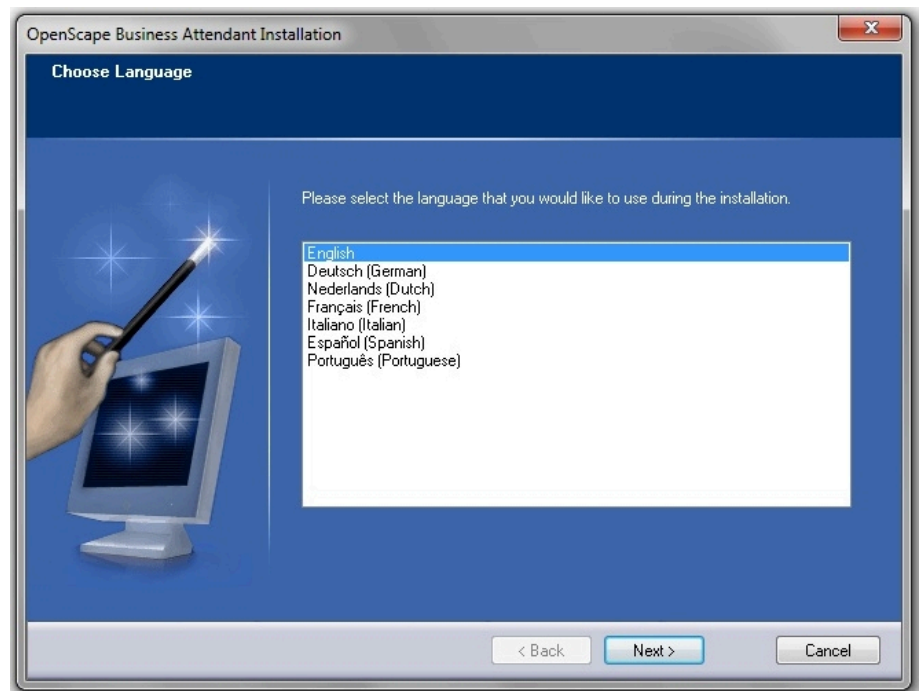 OpenScape Business Attendant Installation
Choose Language
Please select the language that you would like to use during the installation.
English
Deutsch (German)
Nederlands (Dutch)
Français (French)
Italiano (Italian)
Español (Spanish)
Português (Portuguese)
< Back
Next >
Cancel